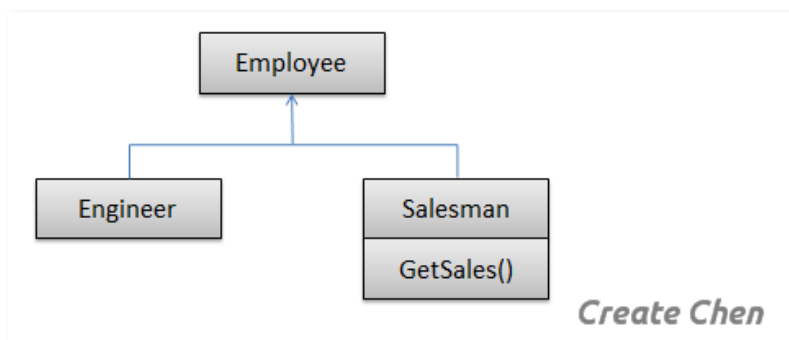 Employee
Engineer
Salesman
GetSales()
Create Chen